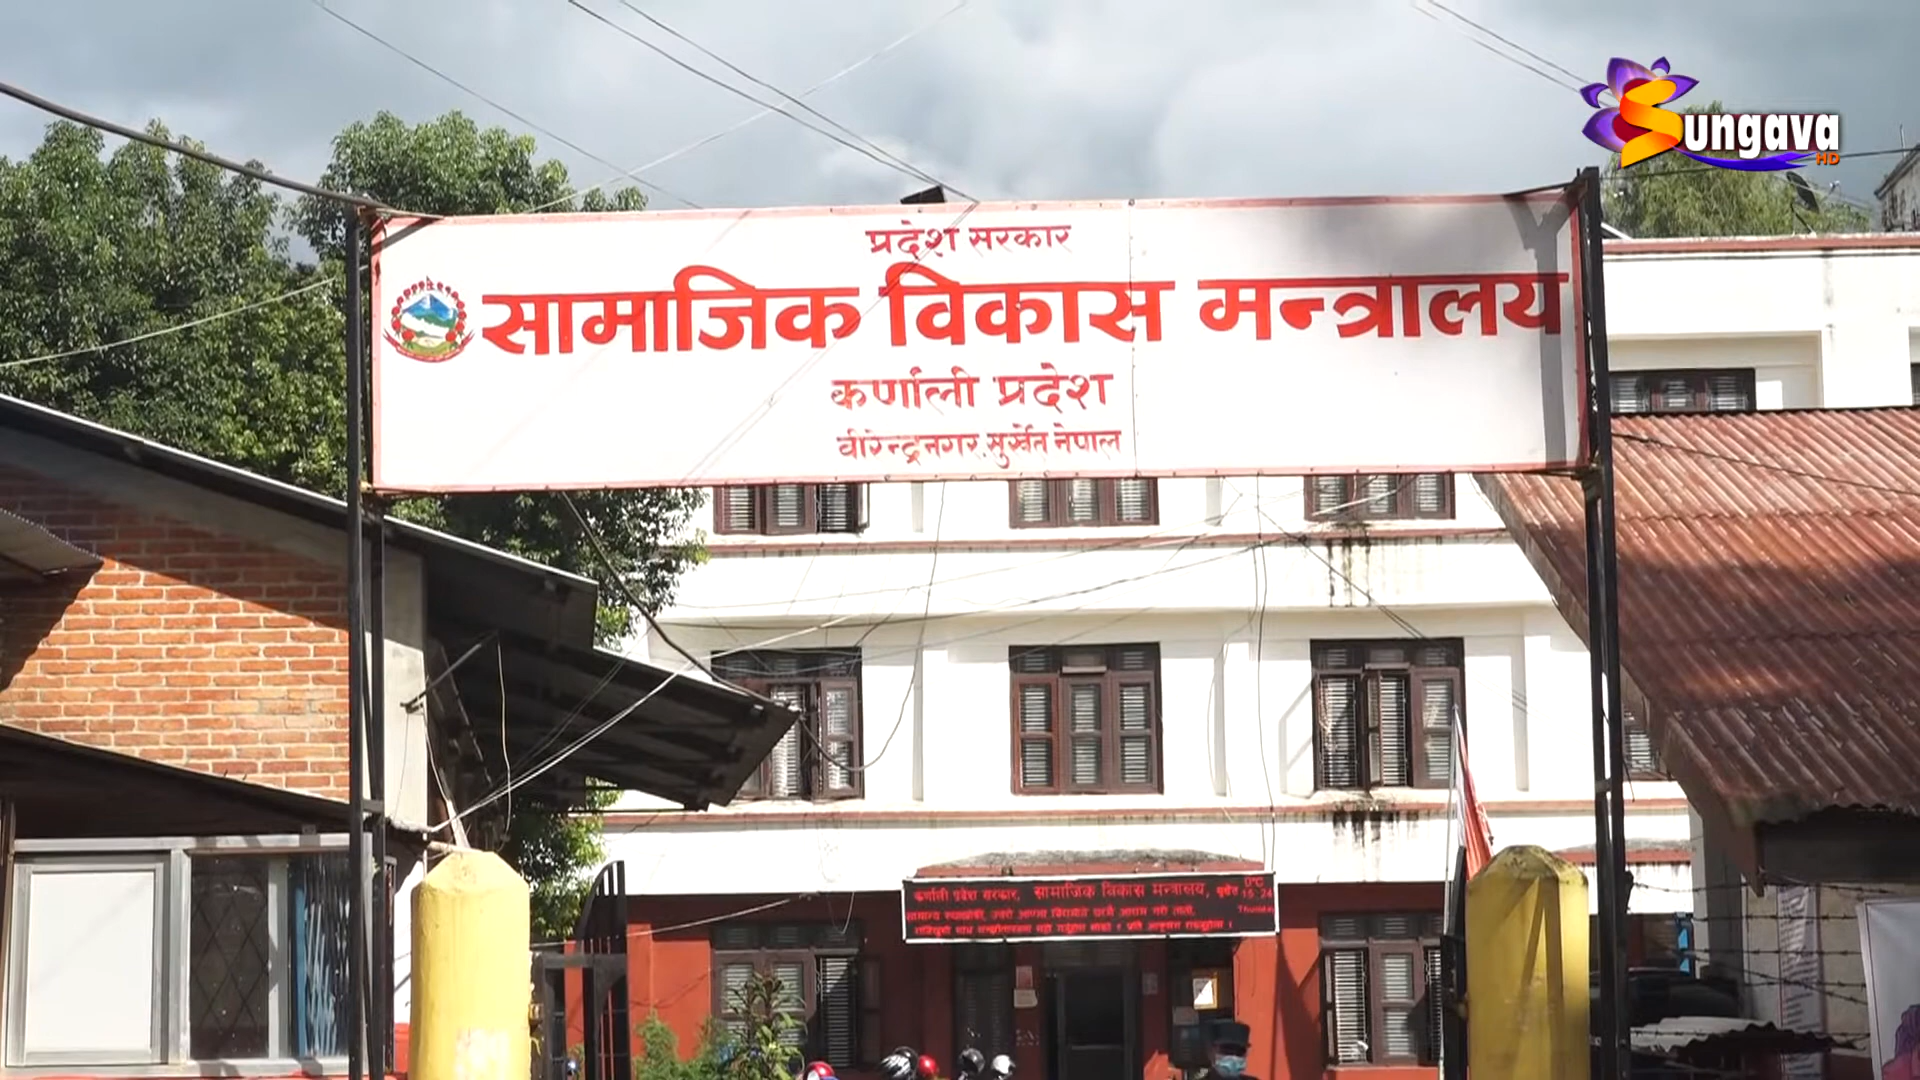 Sungava
HD
प्रदेश सरकार
सामाजिक विकास मन्त्रालय
कर्णाली प्रदेश
वीरेन्द्रनगर, सुर्खेत नेपाल
कर्णाली प्रदेश सरकार, सामाजिक विकास मन्त्रालय, सुर्खेत